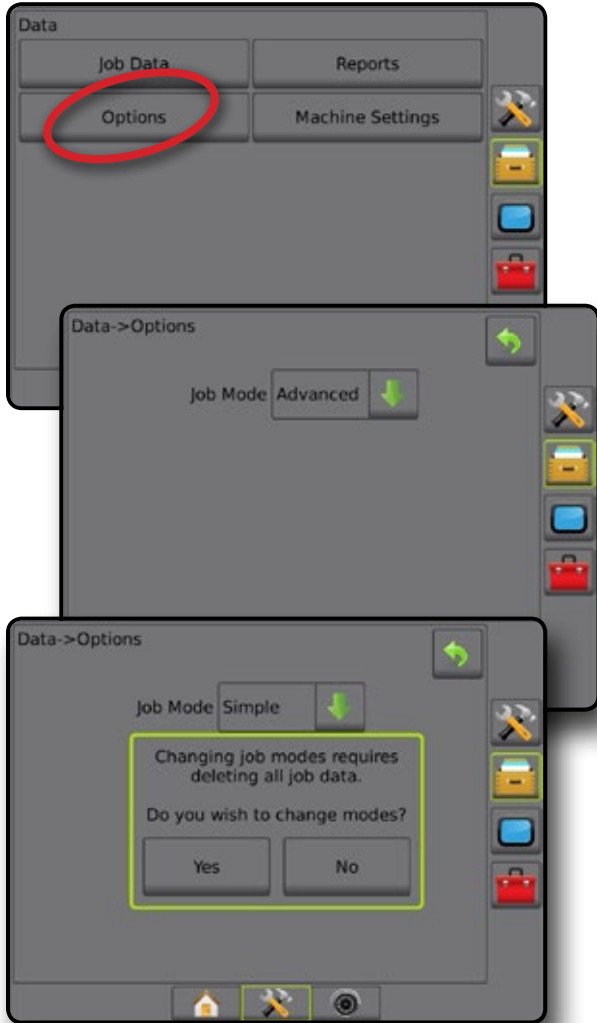 Data
Job Data Reports
Options Machine Settings
Data->Options
Job Mode Advanced
Data->Options
Job Mode Simple
Changing job modes requires
deleting all job data.
Do you wish to change modes?
Yes No